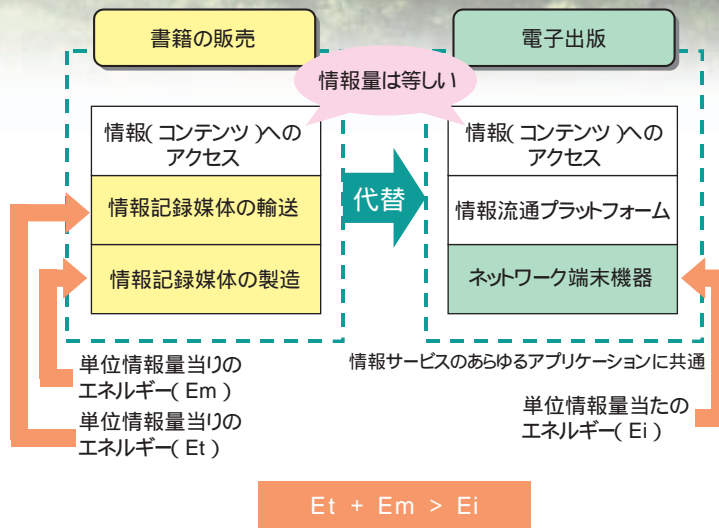 書籍の販売
電子出版
情報量は等しい
情報(コンテンツ)への
アクセス
情報記録媒体の輸送
情報記録媒体の製造
代替
情報(コンテンツ)への
アクセス
情報流通プラットフォーム
ネットワーク端末機器
情報サービスのあらゆるアプリケーションに共通
単位情報量当りの
エネルギー(Em)
単位情報量当りの
エネルギー(Et)
単位情報量当たの
エネルギー(Ei)
Et + Em > Ei